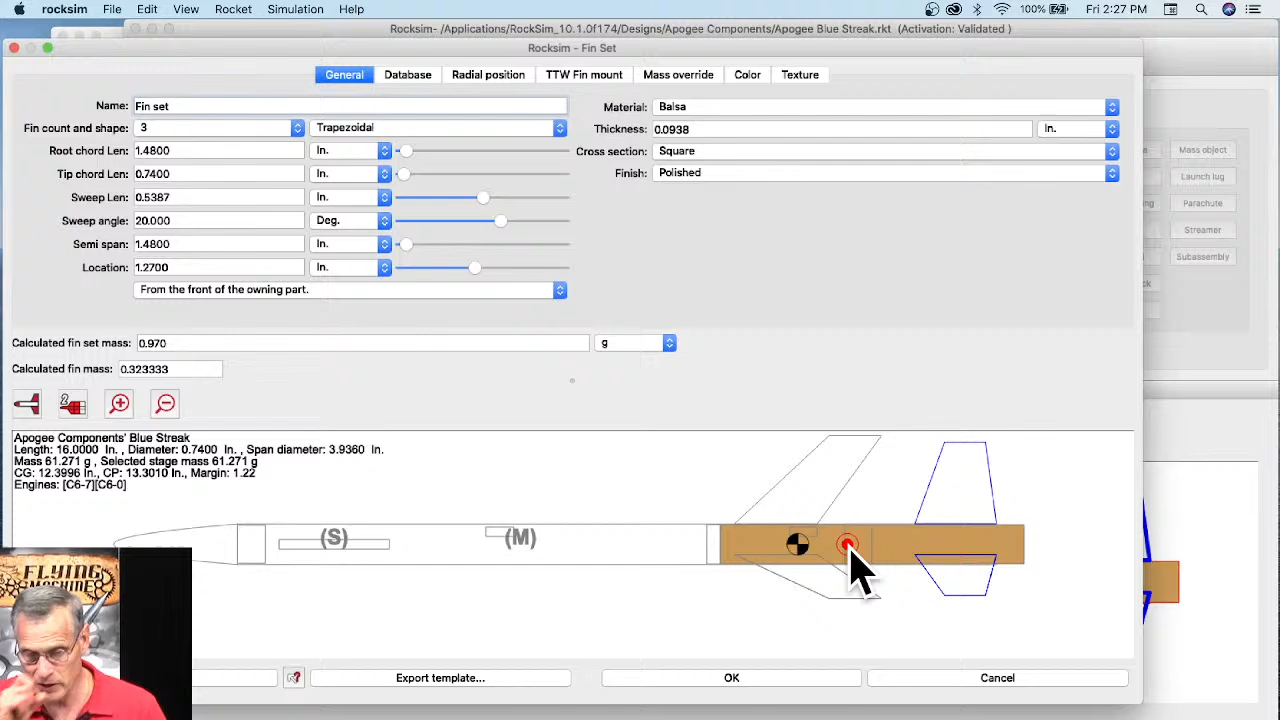 rocksim File Edit View Rocket Simulation Help 100% Fri 2:27 PM
Rocksim- /Applications/RockSim_10.1.0f174/Designs/Apogee Components/Apogee Blue Streak.rkt (Activation: Validated )
Rocksim - Fin Set
General Database Radial position TTW Fin mount Mass override Color Texture
Name: Fin set
Fin count and shape: 3 Trapezoidal
Root chord Len: 1.4800 In.
Tip chord Len: 0.7400 In.
Sweep Len: 0.5387 In.
Sweep angle: 20.000 Deg.
Semi span: 1.4800 In.
Location: 1.2700 In.
From the front of the owning part.
Material: Balsa
Thickness: 0.0938 In.
Cross section: Square
Finish: Polished
Mass object
Launch lug
Parachute
Streamer
Subassembly
Calculated fin set mass: 0.970 g
Calculated fin mass: 0.323333
2
Apogee Components' Blue Streak
Length: 16.0000 In. , Diameter: 0.7400 In. , Span diameter: 3.9360 In.
Mass 61.271 g , Selected stage mass 61.271 g
CG: 12.3996 In., CP: 13.3010 In., Margin: 1.22
Engines: [C6-7][C6-0]
(S) (M)
FLYING
MACHINE
Export template... OK Cancel